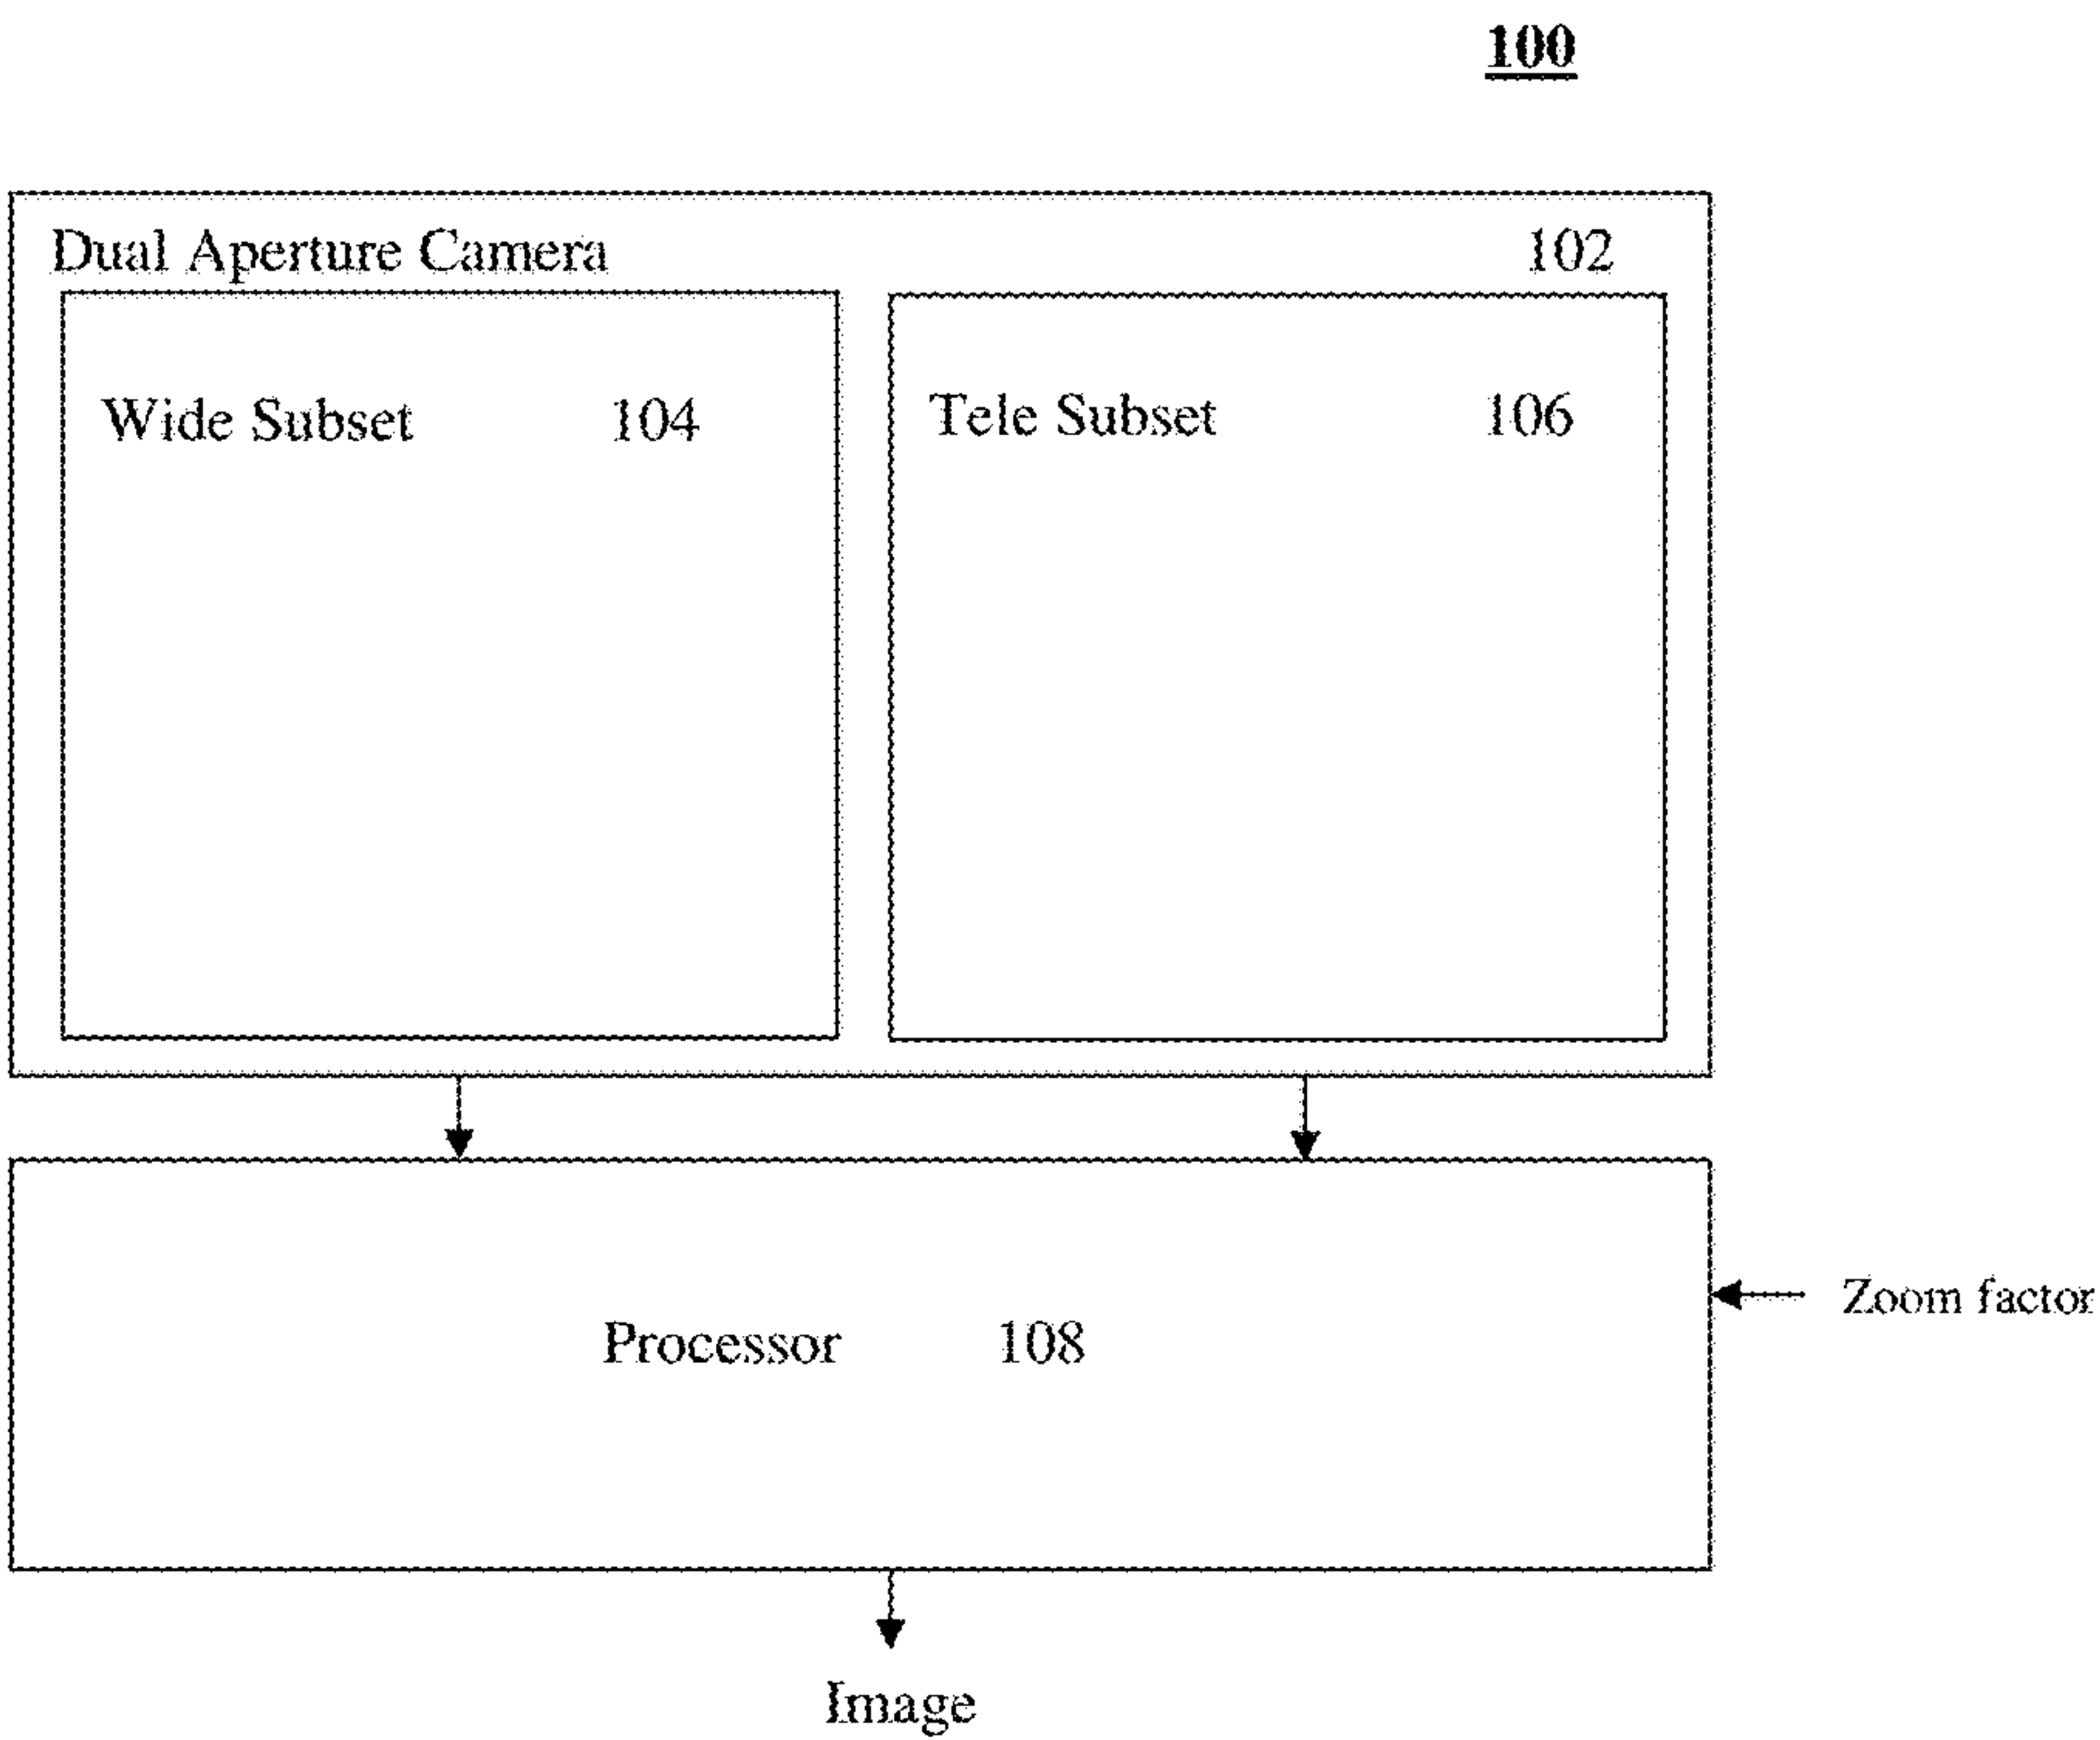 100
Dual Aperture Camera 102
Wide Subset 104
Tele Subset 106
Processor 108
Zoom factor
Image